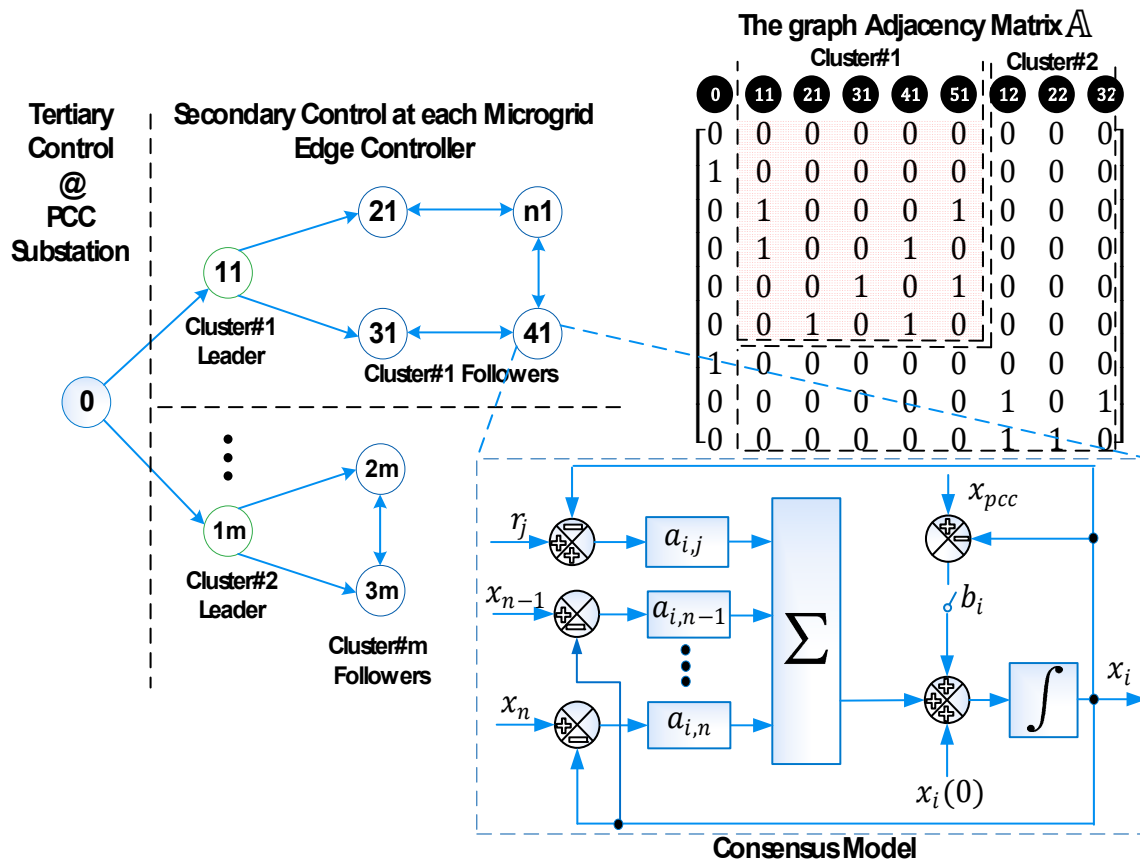 The graph Adjacency Matrix 𝔸
Cluster#1
Cluster#2
0 11 21 31 41 51 12 22 32
0 0 0 0 0 0 0 0 0
1 0 0 0 0 0 0 0 0
0 1 0 0 0 1 0 0 0
0 1 0 0 1 0 0 0 0
0 0 0 1 0 1 0 0 0
0 0 1 0 1 0 0 0 0
1 0 0 0 0 0 0 0 0
0 0 0 0 0 0 1 0 1
0 0 0 0 0 0 1 1 0
Tertiary
Control
@
PCC
Substation
Secondary Control at each Microgrid
Edge Controller
21
n1
11
Cluster#1
Leader
31
41
Cluster#1 Followers
0
2m
1m
Cluster#2
Leader
3m
Cluster#m
Followers
r_j
a_{i,j}
x_{n−1}
a_{i,n−1}
x_n
a_{i,n}
∑
x_{pcc}
b_i
∫
x_i
x_i(0)
Consensus Model